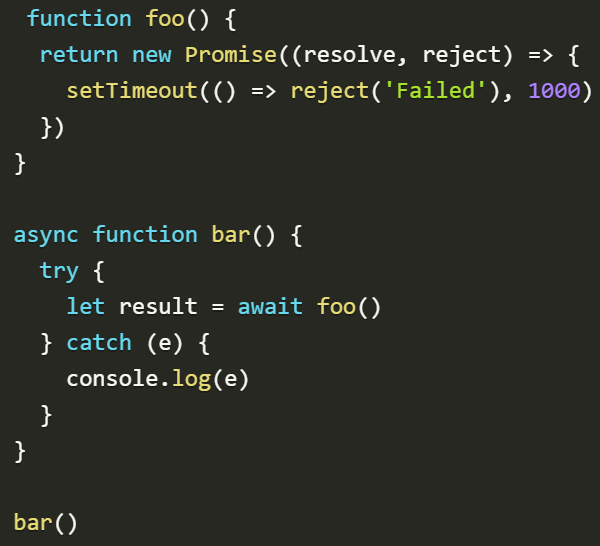 function foo() {
  return new Promise((resolve, reject) => {
    setTimeout(() => reject('Failed'), 1000)
  })
}

async function bar() {
  try {
    let result = await foo()
  } catch (e) {
    console.log(e)
  }
}

bar()